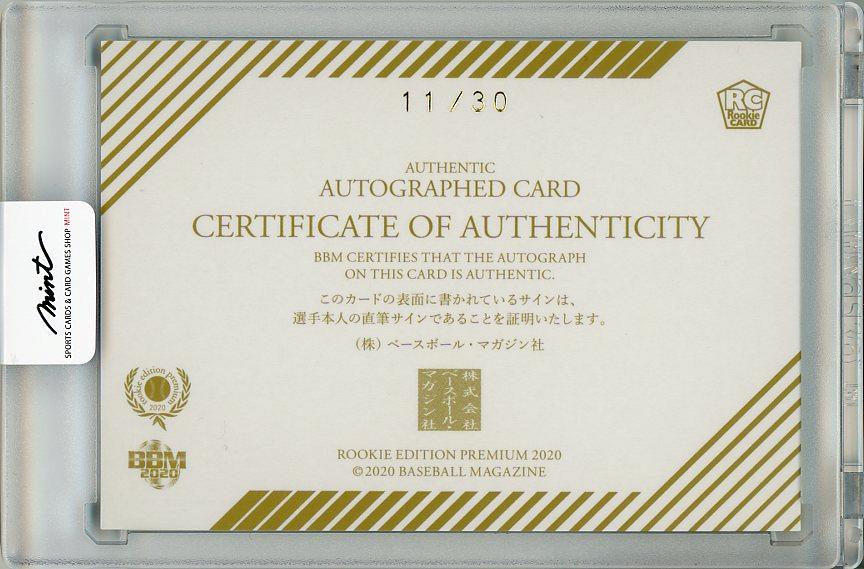 11/30
RC
Rookie
CARD
AUTHENTIC
AUTOGRAPHED CARD
CERTIFICATE OF AUTHENTICITY
BBM CERTIFIES THAT THE AUTOGRAPH
ON THIS CARD IS AUTHENTIC.
このカードの表面に書かれているサインは、
選手本人の直筆サインであることを証明いたします。
(株)ベースボール・マガジン社
mint
SPORTS CARDS & CARD GAMES SHOP MINT
rookie edition premium
2020
株式会社
ベースボール・
マガジン社
BBM
2020
ROOKIE EDITION PREMIUM 2020
©2020 BASEBALL MAGAZINE